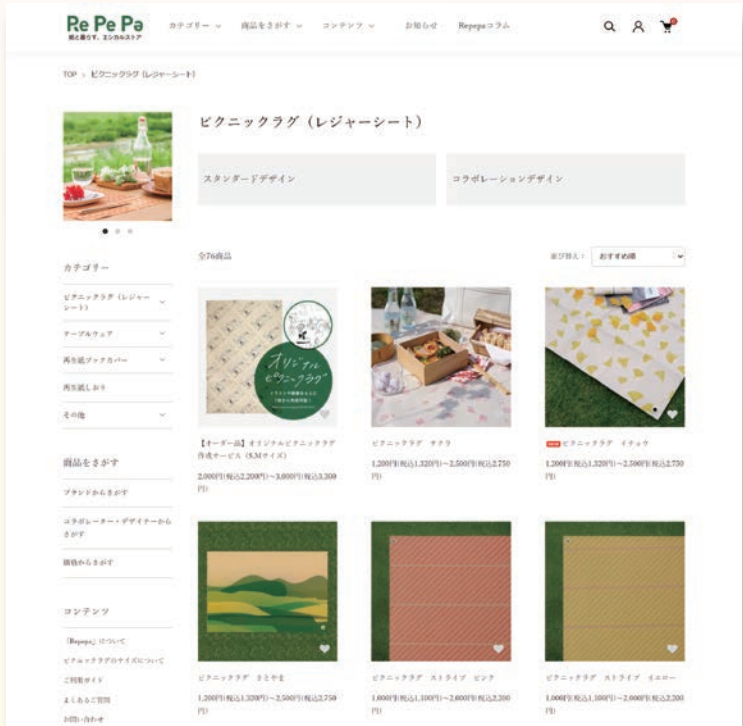 Re Pe Pa
紙と暮らす、エシカルストア
カテゴリー
商品をさがす
コンテンツ
お知らせ
Repepaコラム
TOP > ピクニックラグ（レジャーシート）
ピクニックラグ（レジャーシート）
スタンダードデザイン
コラボレーションデザイン
全76商品
並び替え：
おすすめ順
カテゴリー
ピクニックラグ（レジャー
シート）
テーブルウェア
再生紙ブックカバー
再生紙しおり
その他
商品をさがす
ブランドからさがす
コラボレーター・デザイナーから
さがす
価格からさがす
コンテンツ
「Repepa」について
ピクニックラグのサイズについて
ご利用ガイド
よくあるご質問
お問い合わせ
オリジナル
ピクニックラグ
【オーダー品】オリジナルピクニックラグ
作成サービス（S,Mサイズ）
2,000円(税込2,200円)～3,000円(税込3,300
円)
ピクニックラグ サクラ
1,200円(税込1,320円)～2,500円(税込2,750
円)
ピクニックラグ イチョウ
1,200円(税込1,320円)～2,500円(税込2,750
円)
ピクニックラグ さとやま
1,200円(税込1,320円)～2,500円(税込2,750
円)
ピクニックラグ ストライプ ピンク
1,000円(税込1,100円)～2,000円(税込2,200
円)
ピクニックラグ ストライプ イエロー
1,000円(税込1,100円)～2,000円(税込2,200
円)